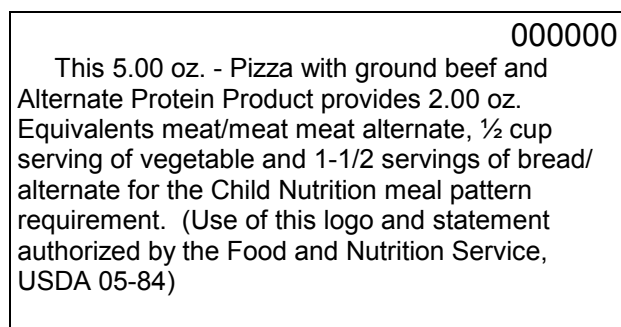 000000
This 5.00 oz. - Pizza with ground beef and
Alternate Protein Product provides 2.00 oz.
Equivalents meat/meat meat alternate, ½ cup
serving of vegetable and 1-1/2 servings of bread/
alternate for the Child Nutrition meal pattern
requirement.  (Use of this logo and statement
authorized by the Food and Nutrition Service,
USDA 05-84)